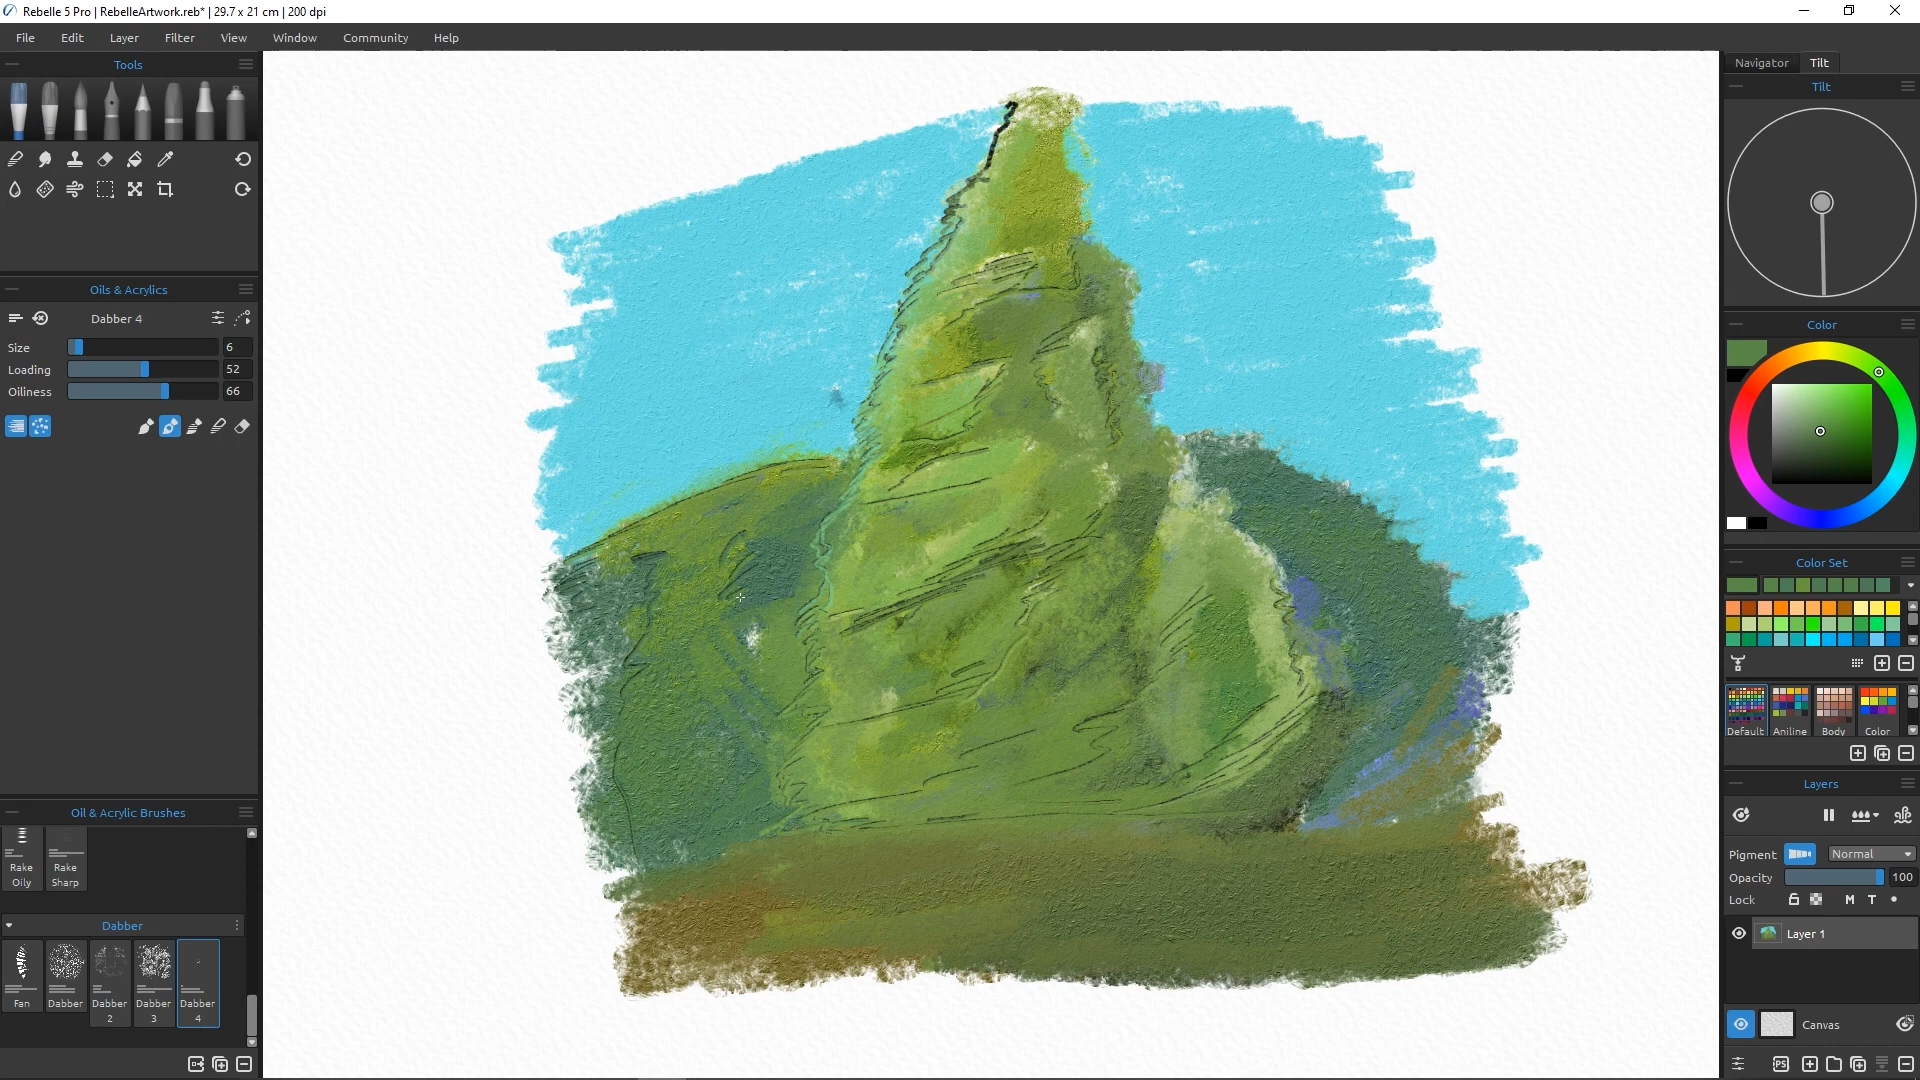 Rebelle 5 Pro | RebelleArtwork.reb* | 29.7 x 21 cm | 200 dpi
File Edit Layer Filter View Window Community Help
Tools
Oils & Acrylics
Dabber 4
Size 6
Loading 52
Oiliness 66
Oil & Acrylic Brushes
Rake Oily
Rake Sharp
Dabber
Fan
Dabber
Dabber 2
Dabber 3
Dabber 4
Navigator Tilt
Tilt
Color
Color Set
Default Aniline Body Color
Layers
Pigment Normal
Opacity 100
Lock M T
Layer 1
Canvas
PS